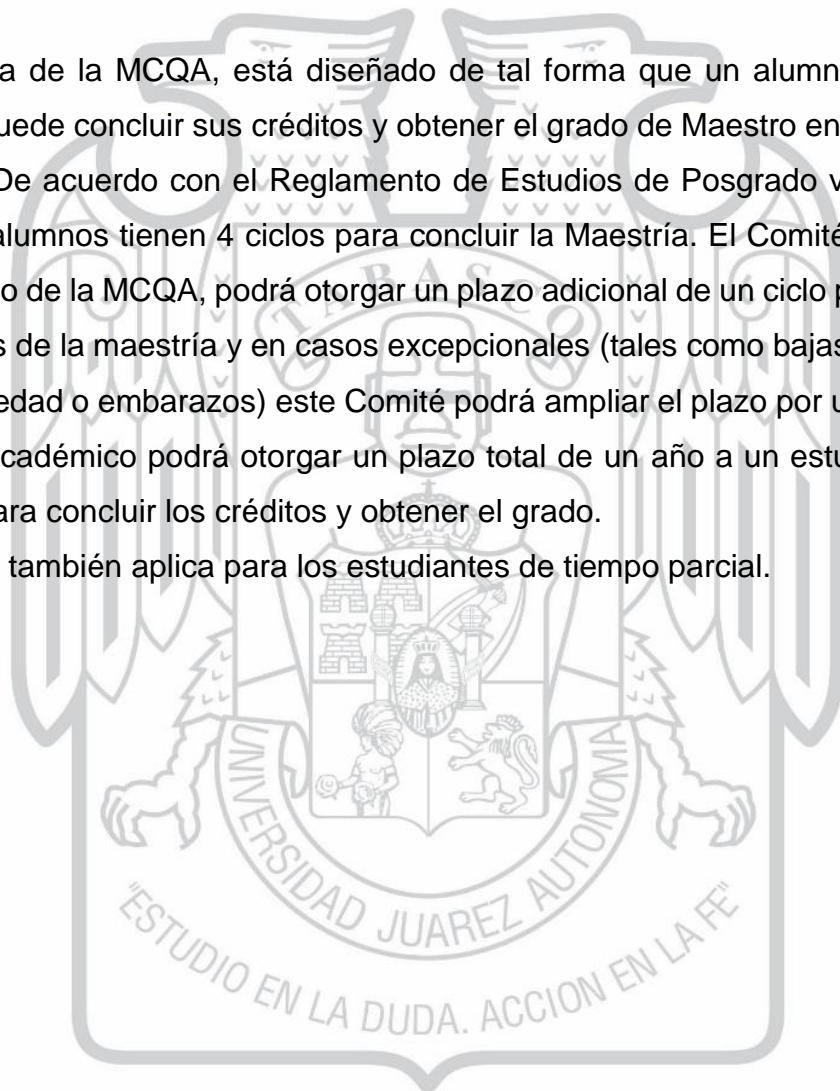 a de la MCQA, está diseñado de tal forma que un alumn
uede concluir sus créditos y obtener el grado de Maestro en
De acuerdo con el Reglamento de Estudios de Posgrado v
alumnos tienen 4 ciclos para concluir la Maestría. El Comité
o de la MCQA, podrá otorgar un plazo adicional de un ciclo p
s de la maestría y en casos excepcionales (tales como bajas
edad o embarazos) este Comité podrá ampliar el plazo por u
cadémico podrá otorgar un plazo total de un año a un estu
ara concluir los créditos y obtener el grado.
también aplica para los estudiantes de tiempo parcial.
TABASCO
UNIVERSIDAD JUAREZ AUTONOMA
"ESTUDIO EN LA DUDA. ACCION EN LA FE"